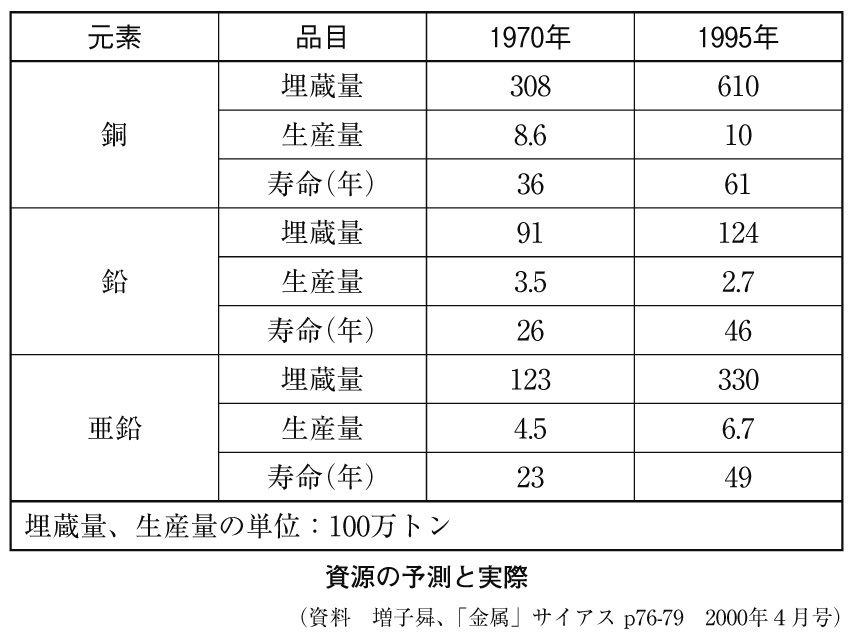 元素 品目 1970年 1995年
銅 埋蔵量 308 610
生産量 8.6 10
寿命(年) 36 61
鉛 埋蔵量 91 124
生産量 3.5 2.7
寿命(年) 26 46
亜鉛 埋蔵量 123 330
生産量 4.5 6.7
寿命(年) 23 49
埋蔵量、生産量の単位：100万トン
資源の予測と実際
（資料　増子曻、「金属」サイアス p76-79　2000年４月号）